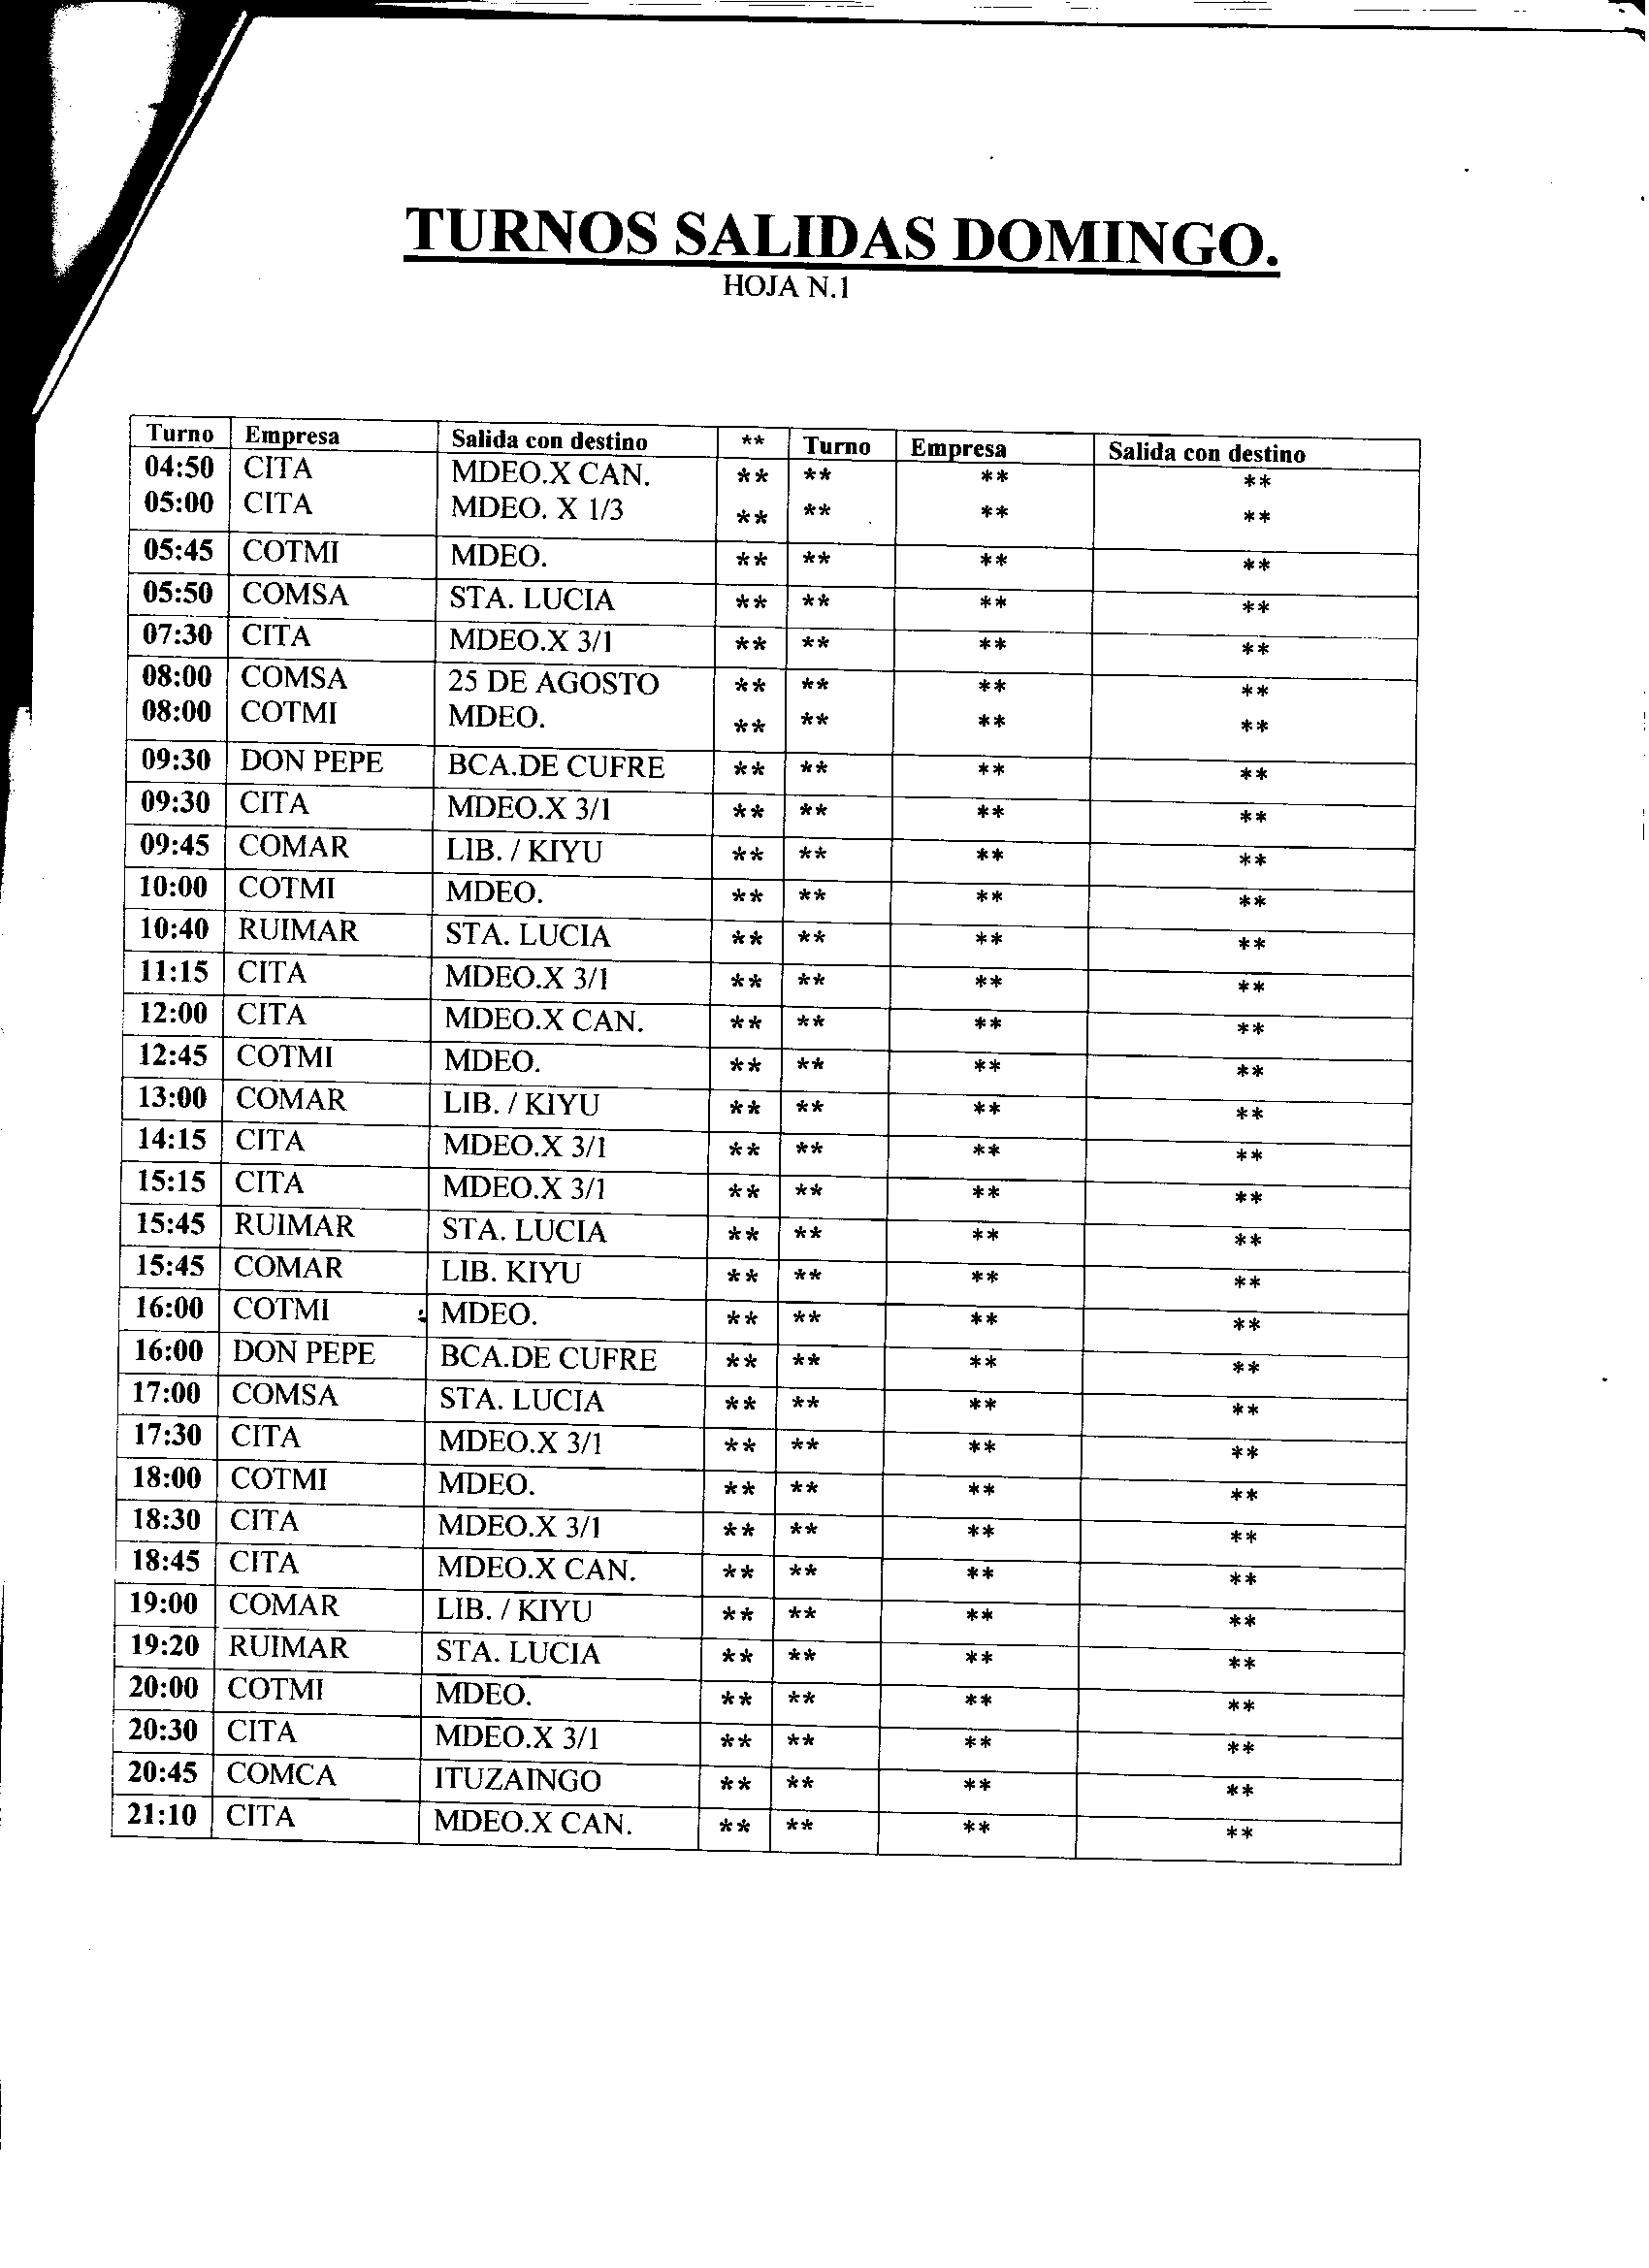 TURNOS SALIDAS DOMINGO.
HOJA N.1
Turno Empresa Salida con destino ** Turno Empresa Salida con destino
04:50 CITA MDEO.X CAN. ** ** ** **
05:00 CITA MDEO. X 1/3 ** ** ** **
05:45 COTMI MDEO. ** ** ** **
05:50 COMSA STA. LUCIA ** ** ** **
07:30 CITA MDEO.X 3/1 ** ** ** **
08:00 COMSA 25 DE AGOSTO ** ** ** **
08:00 COTMI MDEO. ** ** ** **
09:30 DON PEPE BCA.DE CUFRE ** ** ** **
09:30 CITA MDEO.X 3/1 ** ** ** **
09:45 COMAR LIB. / KIYU ** ** ** **
10:00 COTMI MDEO. ** ** ** **
10:40 RUIMAR STA. LUCIA ** ** ** **
11:15 CITA MDEO.X 3/1 ** ** ** **
12:00 CITA MDEO.X CAN. ** ** ** **
12:45 COTMI MDEO. ** ** ** **
13:00 COMAR LIB. / KIYU ** ** ** **
14:15 CITA MDEO.X 3/1 ** ** ** **
15:15 CITA MDEO.X 3/1 ** ** ** **
15:45 RUIMAR STA. LUCIA ** ** ** **
15:45 COMAR LIB. KIYU ** ** ** **
16:00 COTMI MDEO. ** ** ** **
16:00 DON PEPE BCA.DE CUFRE ** ** ** **
17:00 COMSA STA. LUCIA ** ** ** **
17:30 CITA MDEO.X 3/1 ** ** ** **
18:00 COTMI MDEO. ** ** ** **
18:30 CITA MDEO.X 3/1 ** ** ** **
18:45 CITA MDEO.X CAN. ** ** ** **
19:00 COMAR LIB. / KIYU ** ** ** **
19:20 RUIMAR STA. LUCIA ** ** ** **
20:00 COTMI MDEO. ** ** ** **
20:30 CITA MDEO.X 3/1 ** ** ** **
20:45 COMCA ITUZAINGO ** ** ** **
21:10 CITA MDEO.X CAN. ** ** ** **